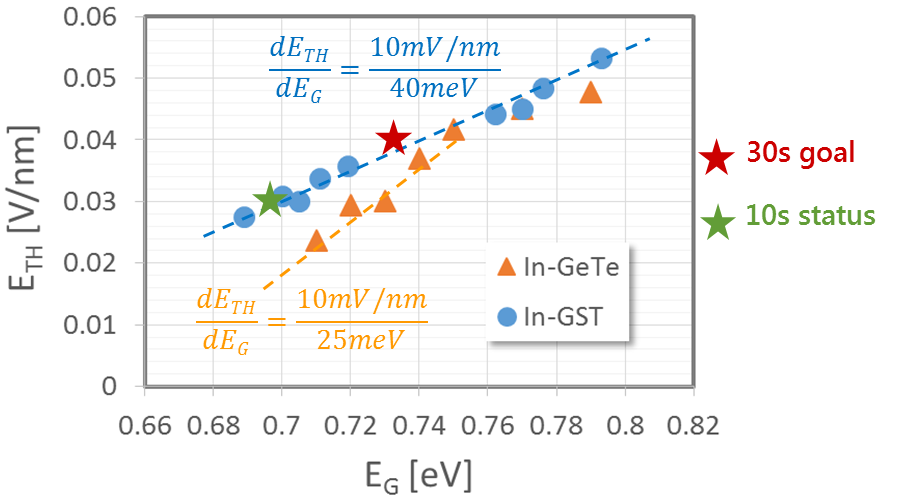 0.06
0.05
0.04
0.03
0.02
0.01
0
E_TH [V/nm]
dE_TH/dE_G = 10mV/nm/40meV
dE_TH/dE_G = 10mV/nm/25meV
In-GeTe
In-GST
30s goal
10s status
0.66 0.68 0.7 0.72 0.74 0.76 0.78 0.8 0.82
E_G [eV]